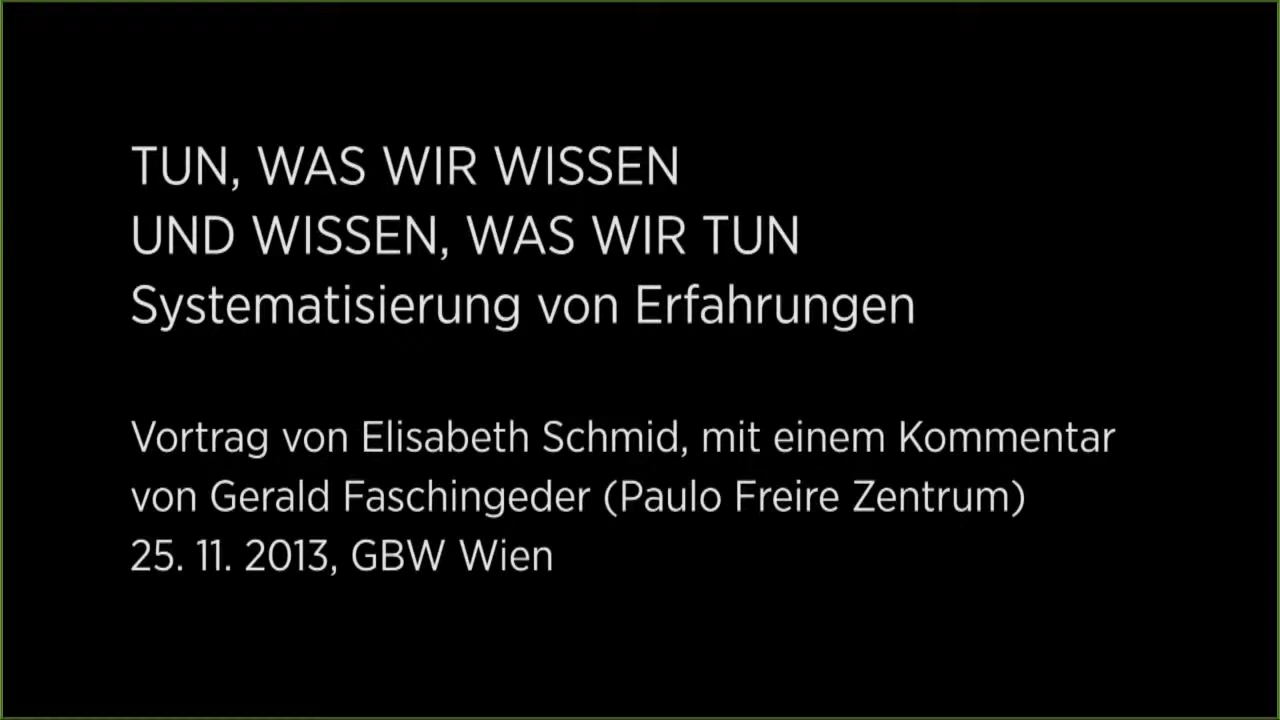 TUN, WAS WIR WISSEN
UND WISSEN, WAS WIR TUN
Systematisierung von Erfahrungen
Vortrag von Elisabeth Schmid, mit einem Kommentar
von Gerald Faschingeder (Paulo Freire Zentrum)
25. 11. 2013, GBW Wien